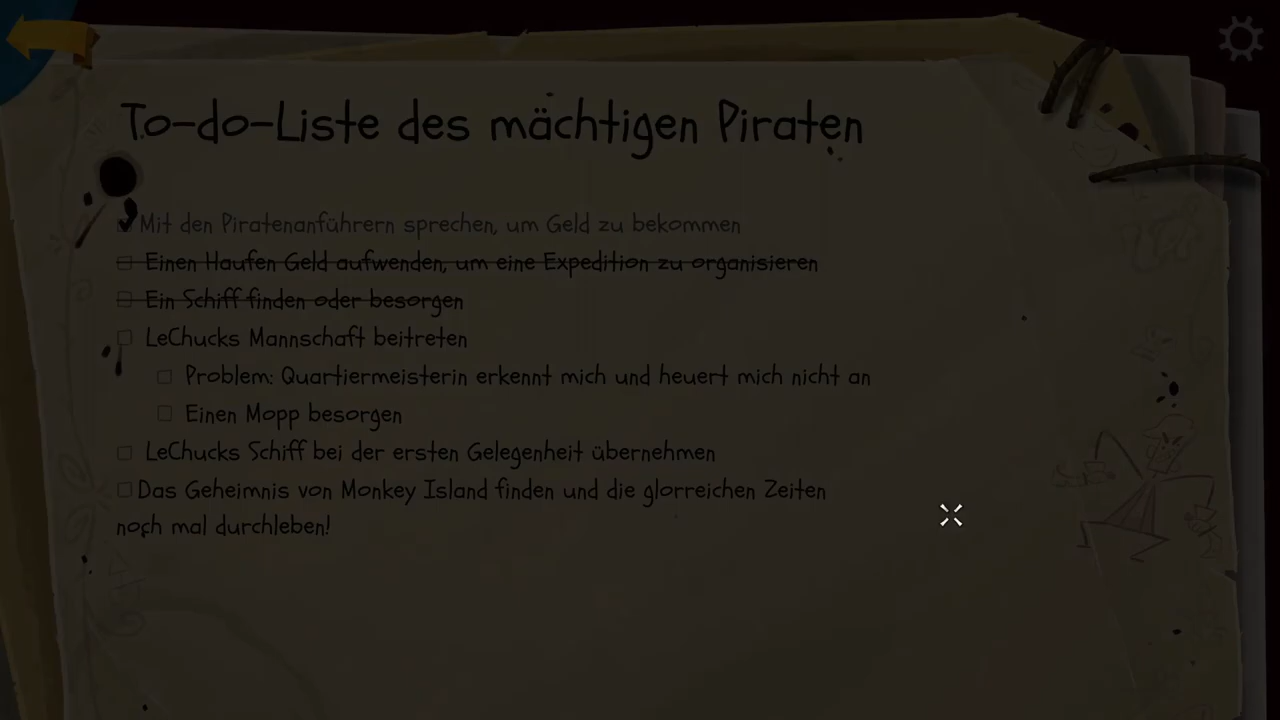 To-do-Liste des mächtigen Piraten
Mit den Piratenanführern sprechen, um Geld zu bekommen
Einen Haufen Geld aufwenden, um eine Expedition zu organisieren
Ein Schiff finden oder besorgen
LeChucks Mannschaft beitreten
Problem: Quartiermeisterin erkennt mich und heuert mich nicht an
Einen Mopp besorgen
LeChucks Schiff bei der ersten Gelegenheit übernehmen
Das Geheimnis von Monkey Island finden und die glorreichen Zeiten
noch mal durchleben!